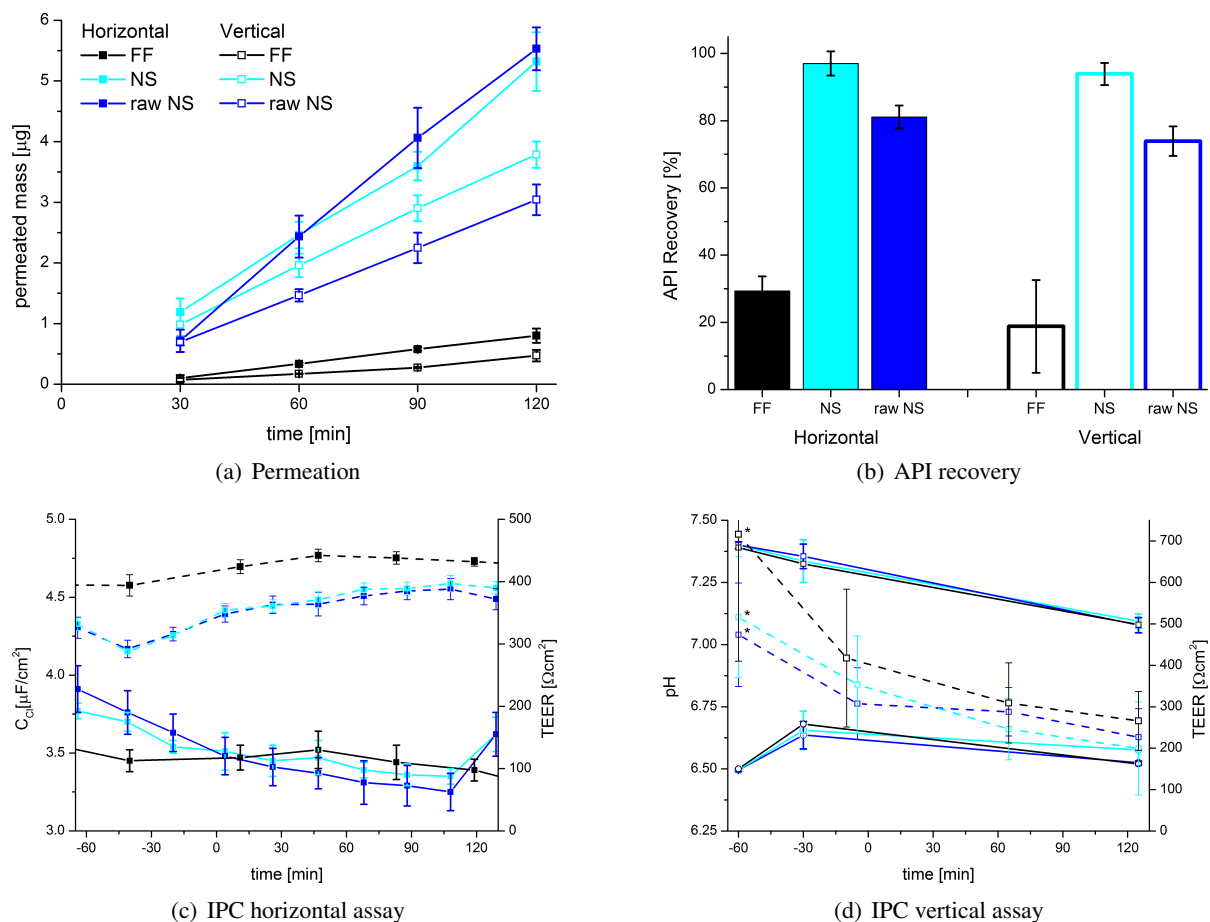 Horizontal Vertical
FF FF
NS NS
raw NS raw NS
6
5
4
3
2
1
0
0 30 60 90 120
permeated mass [µg]
time [min]
(a) Permeation
100
80
60
40
20
0
API Recovery [%]
FF NS raw NS FF NS raw NS
Horizontal Vertical
(b) API recovery
5.0
4.5
4.0
3.5
3.0
C_Cl[µF/cm²]
500
400
300
200
100
0
TEER [Ωcm²]
-60 -30 0 30 60 90 120
time [min]
(c) IPC horizontal assay
7.50
7.25
7.00
6.75
6.50
6.25
pH
*
*
*
700
600
500
400
300
200
100
0
TEER [Ωcm²]
-60 -30 0 30 60 90 120
time [min]
(d) IPC vertical assay